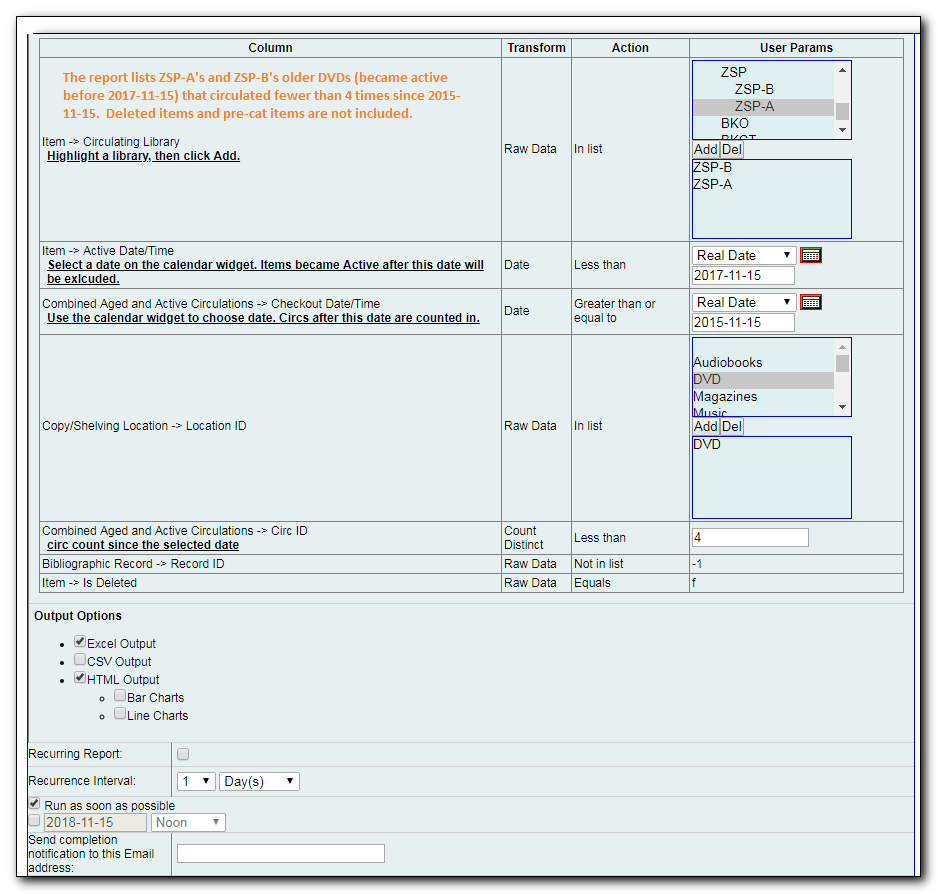 Column Transform Action User Params
The report lists ZSP-A's and ZSP-B's older DVDs (became active
before 2017-11-15) that circulated fewer than 4 times since 2015-
11-15. Deleted items and pre-cat items are not included.
Item -> Circulating Library
Highlight a library, then click Add.
Raw Data
In list
ZSP
ZSP-B
ZSP-A
BKO
BKCT
Add Del
ZSP-B
ZSP-A
Item -> Active Date/Time
Select a date on the calendar widget. Items became Active after this date will
be exlcuded.
Date
Less than
Real Date
2017-11-15
Combined Aged and Active Circulations -> Checkout Date/Time
Use the calendar widget to choose date. Circs after this date are counted in.
Date
Greater than or
equal to
Real Date
2015-11-15
Copy/Shelving Location -> Location ID
Raw Data
In list
Audiobooks
DVD
Magazines
Music
Add Del
DVD
Combined Aged and Active Circulations -> Circ ID
circ count since the selected date
Count
Distinct
Less than
4
Bibliographic Record -> Record ID Raw Data Not in list -1
Item -> Is Deleted Raw Data Equals f
Output Options
Excel Output
CSV Output
HTML Output
Bar Charts
Line Charts
Recurring Report:
Recurrence Interval: 1 Day(s)
Run as soon as possible
2018-11-15 Noon
Send completion
notification to this Email
address: